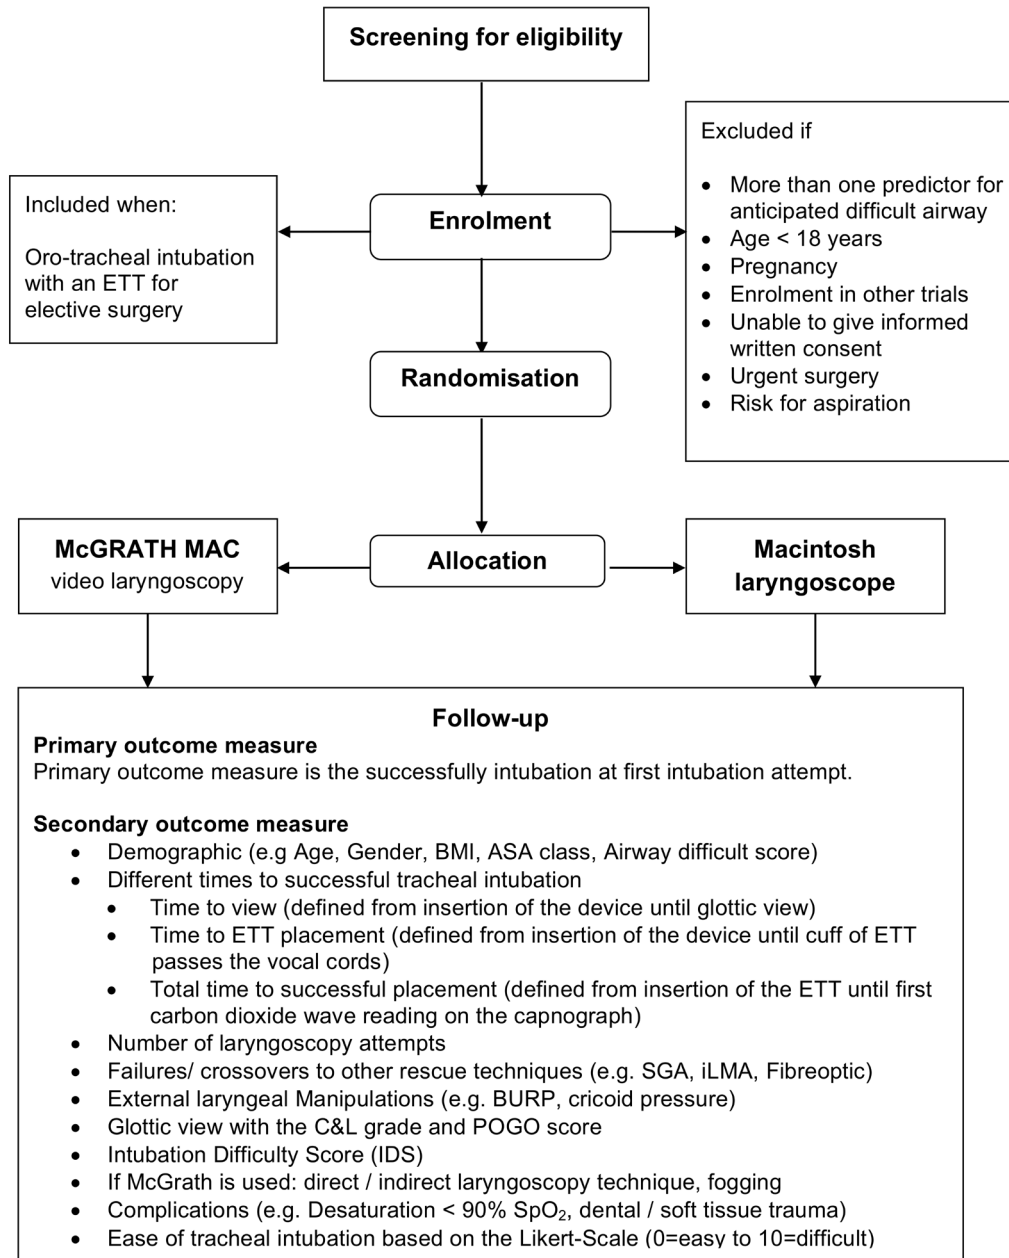 Screening for eligibility
Excluded if
• More than one predictor for
anticipated difficult airway
• Age < 18 years
• Pregnancy
• Enrolment in other trials
• Unable to give informed
written consent
• Urgent surgery
• Risk for aspiration
Included when:
Oro-tracheal intubation
with an ETT for
elective surgery
Enrolment
Randomisation
McGRATH MAC
video laryngoscopy
Allocation
Macintosh
laryngoscope
Follow-up
Primary outcome measure
Primary outcome measure is the successfully intubation at first intubation attempt.
Secondary outcome measure
• Demographic (e.g Age, Gender, BMI, ASA class, Airway difficult score)
• Different times to successful tracheal intubation
• Time to view (defined from insertion of the device until glottic view)
• Time to ETT placement (defined from insertion of the device until cuff of ETT
passes the vocal cords)
• Total time to successful placement (defined from insertion of the ETT until first
carbon dioxide wave reading on the capnograph)
• Number of laryngoscopy attempts
• Failures/ crossovers to other rescue techniques (e.g. SGA, iLMA, Fibreoptic)
• External laryngeal Manipulations (e.g. BURP, cricoid pressure)
• Glottic view with the C&L grade and POGO score
• Intubation Difficulty Score (IDS)
• If McGrath is used: direct / indirect laryngoscopy technique, fogging
• Complications (e.g. Desaturation < 90% SpO₂, dental / soft tissue trauma)
• Ease of tracheal intubation based on the Likert-Scale (0=easy to 10=difficult)